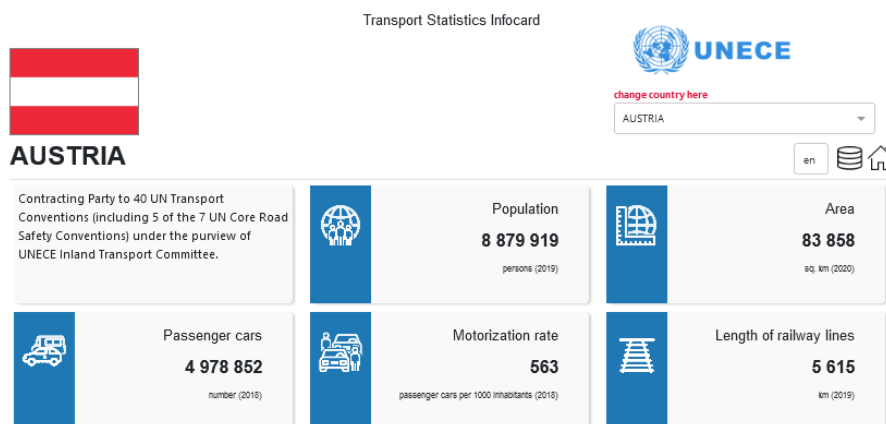 Transport Statistics Infocard
UNECE
change country here
AUSTRIA
AUSTRIA
en
Contracting Party to 40 UN Transport
Conventions (including 5 of the 7 UN Core Road
Safety Conventions) under the purview of
UNECE Inland Transport Committee.
Population
8 879 919
persons (2019)
Area
83 858
sq. km (2020)
Passenger cars
4 978 852
number (2018)
Motorization rate
563
passenger cars per 1000 inhabitants (2018)
Length of railway lines
5 615
km (2019)